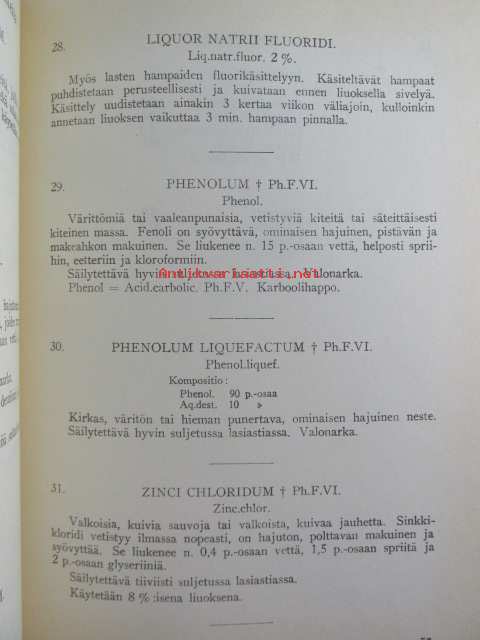 28.
LIQUOR NATRII FLUORIDI.
Liq.natr.fluor. 2 %.
Myös lasten hampaiden fluorikäsittelyyn. Käsiteltävät hampaat
puhdistetaan perusteellisesti ja kuivataan ennen liuoksella sivelyä.
Käsittely uudistetaan ainakin 3 kertaa viikon väliajoin, kulloinkin
annetaan liuoksen vaikuttaa 3 min. hampaan pinnalla.
29.
PHENOLUM † Ph.F.VI.
Phenol.
Värittömiä tai vaaleanpunaisia, vetistyviä kiteitä tai säteittäisesti
kiteinen massa. Fenoli on syövyttävä, ominaisen hajuinen, pistävän ja
makrahkon makuinen. Se liukenee n. 15 p.-osaan vettä, helposti sprii-
hin, eetteriin ja kloroformiin.
Säilytettävä hyvin suljetussa lasiastiassa. Valonarka.
Antikvariaatti.net
Phenol = Acid.carbolic. Ph.F.V. Karboolihappo.
30.
PHENOLUM LIQUEFACTUM † Ph.F.VI.
Phenol.liquef.
Kompositio:
Phenol. 90 p.-osaa
Aq.dest. 10 »
Kirkas, väritön tai hieman punertava, ominaisen hajuinen neste.
Säilytettävä hyvin suljetussa lasiastiassa. Valonarka.
31.
ZINCI CHLORIDUM † Ph.F.VI.
Zinc.chlor.
Valkoisia, kuivia sauvoja tai valkoista, kuivaa jauhetta. Sinkki-
kloridi vetistyy ilmassa nopeasti, on hajuton, polttavan makuinen ja
syövyttää. Se liukenee n. 0,4 p.-osaan vettä, 1,5 p.-osaan spriitä ja
2 p.-osaan glyseriiniä.
Säilytettävä tiiviisti suljetussa lasiastassa.
Käytetään 8 % :isena liuoksena.